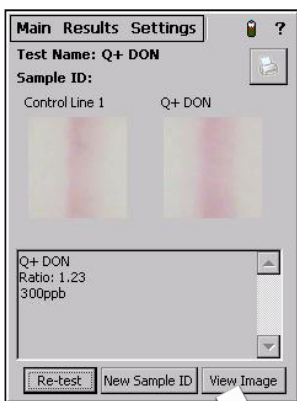 Main Results Settings ?
Test Name: Q+ DON
Sample ID:
Control Line 1 Q+ DON
Q+ DON
Ratio: 1.23
300ppb
Re-test New Sample ID View Image